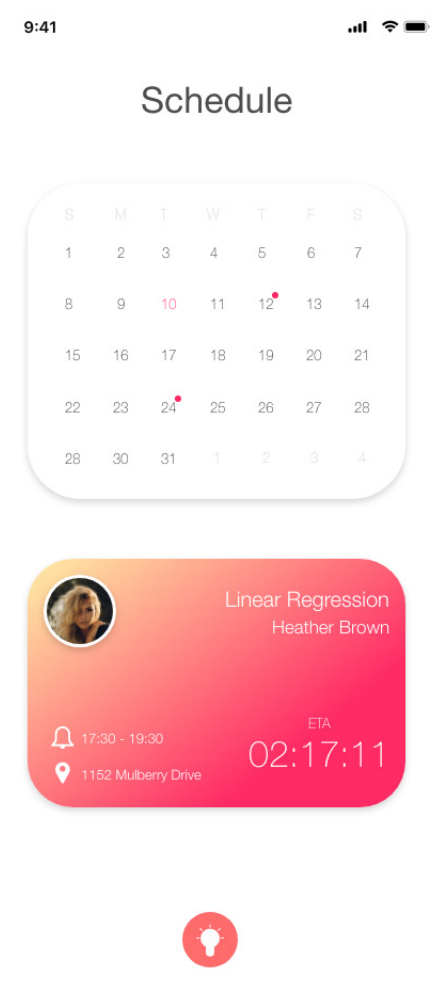 9:41
Schedule
S M T W T F S
1 2 3 4 5 6 7
8 9 10 11 12 13 14
15 16 17 18 19 20 21
22 23 24 25 26 27 28
28 30 31 1 2 3 4
Linear Regression
Heather Brown
17:30 - 19:30
1152 Mulberry Drive
ETA
02:17:11